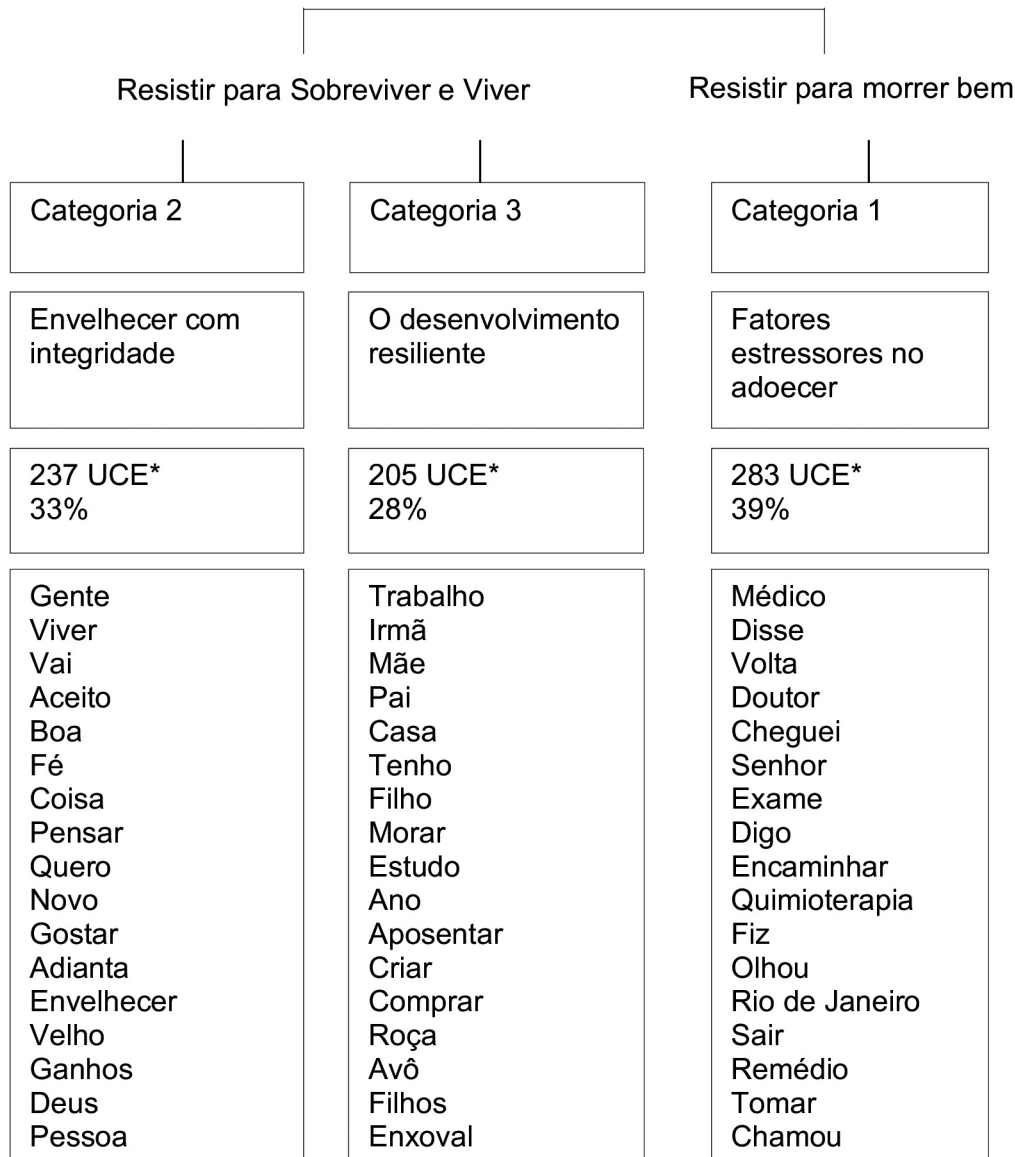 Resistir para Sobreviver e Viver
Resistir para morrer bem
Categoria 2
Categoria 3
Categoria 1
Envelhecer com
integridade
O desenvolvimento
resiliente
Fatores
estressores no
adoecer
237 UCE*
33%
205 UCE*
28%
283 UCE*
39%
Gente
Viver
Vai
Aceito
Boa
Fé
Coisa
Pensar
Quero
Novo
Gostar
Adianta
Envelhecer
Velho
Ganhos
Deus
Pessoa
Trabalho
Irmã
Mãe
Pai
Casa
Tenho
Filho
Morar
Estudo
Ano
Aposentar
Criar
Comprar
Roça
Avô
Filhos
Enxoval
Médico
Disse
Volta
Doutor
Cheguei
Senhor
Exame
Digo
Encaminhar
Quimioterapia
Fiz
Olhou
Rio de Janeiro
Sair
Remédio
Tomar
Chamou